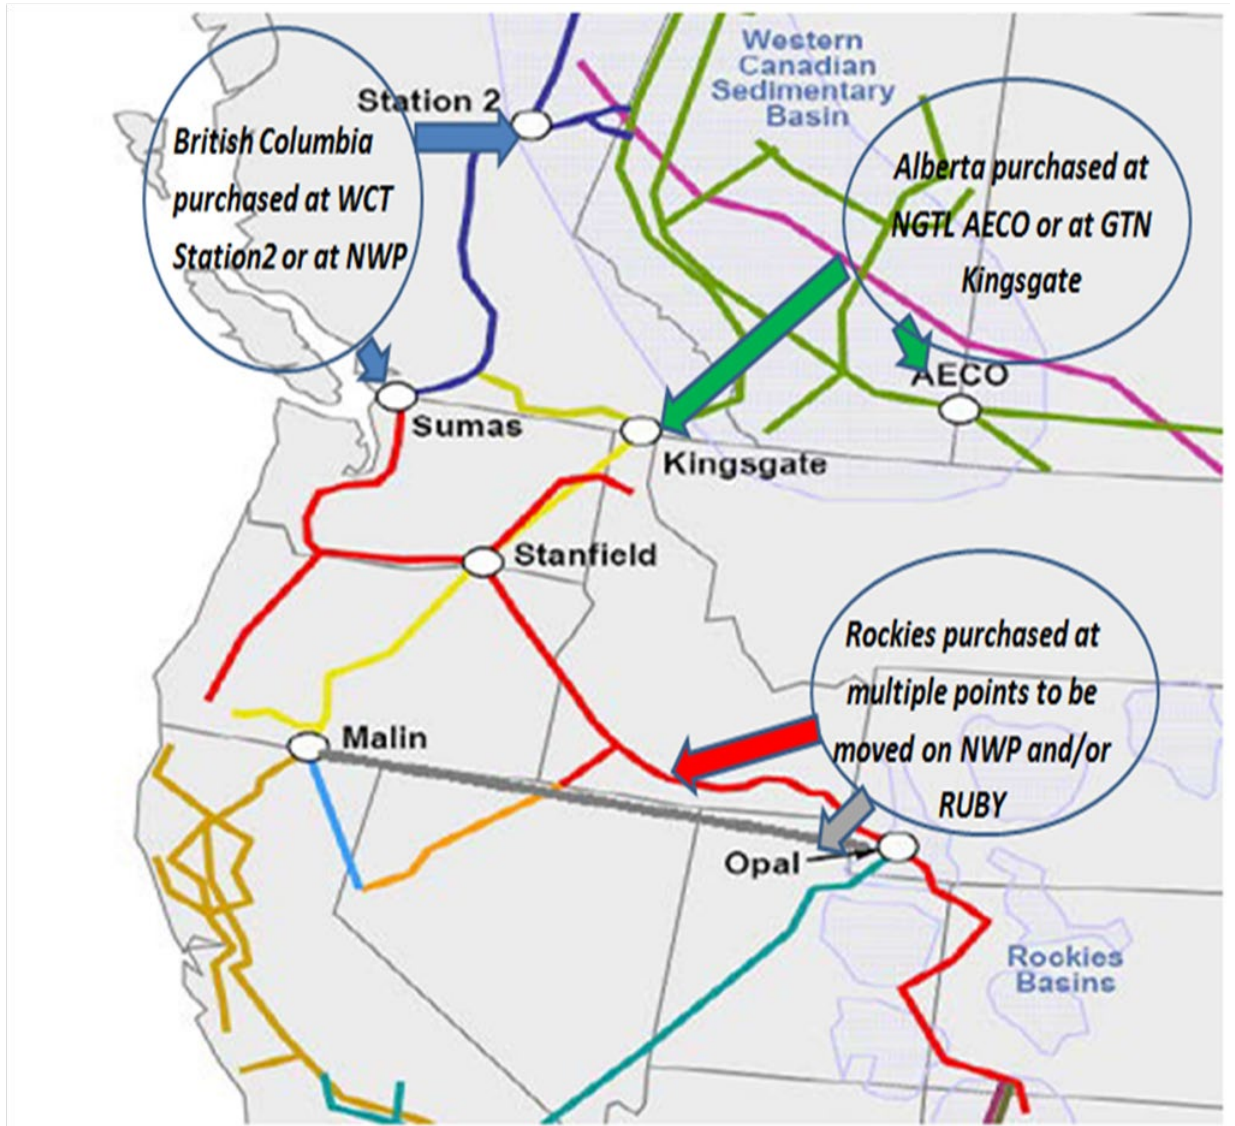 Western
Canadian
Sedimentary
Basin
Station 2
British Columbia
purchased at WCT
Station2 or at NWP
Alberta purchased at
NGTL AECO or at GTN
Kingsgate
AECO
Sumas
Kingsgate
Stanfield
Rockies purchased at
multiple points to be
moved on NWP and/or
RUBY
Malin
Opal
Rockies
Basins